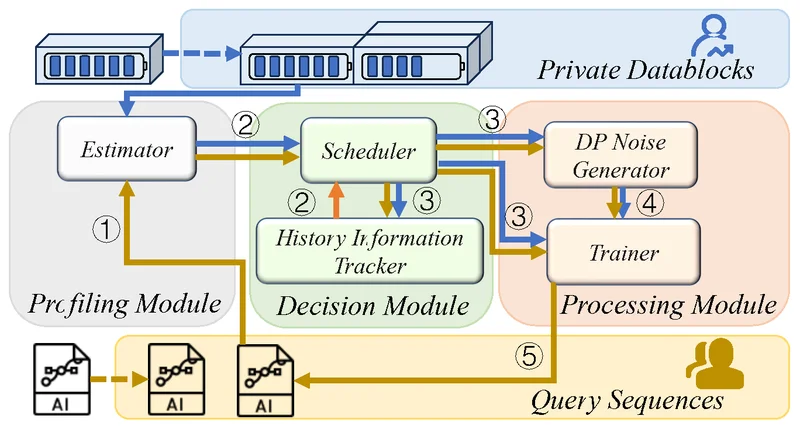 Private Datablocks
Estimator
②
Scheduler
③
DP Noise
Generator
②
③
③
④
①
History Information
Tracker
Trainer
Profiling Module
Decision Module
Processing Module
⑤
AI
AI
AI
Query Sequences